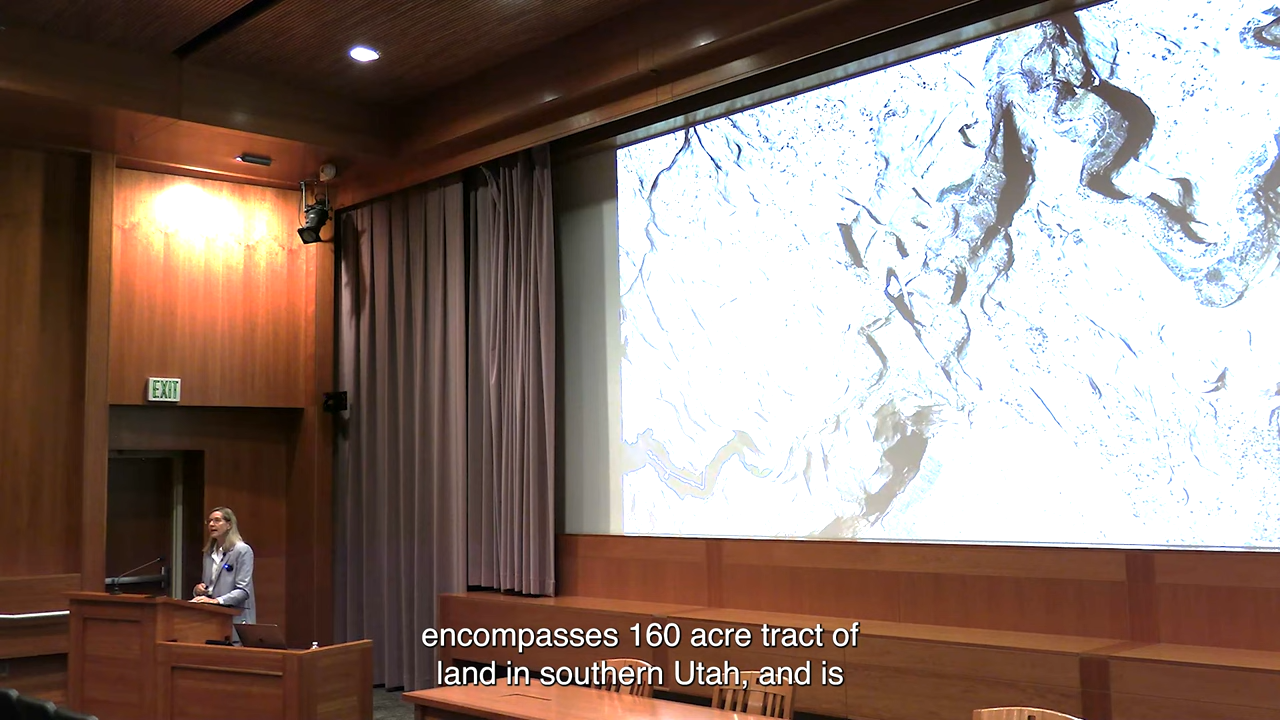 EXIT
encompasses 160 acre tract of
land in southern Utah, and is